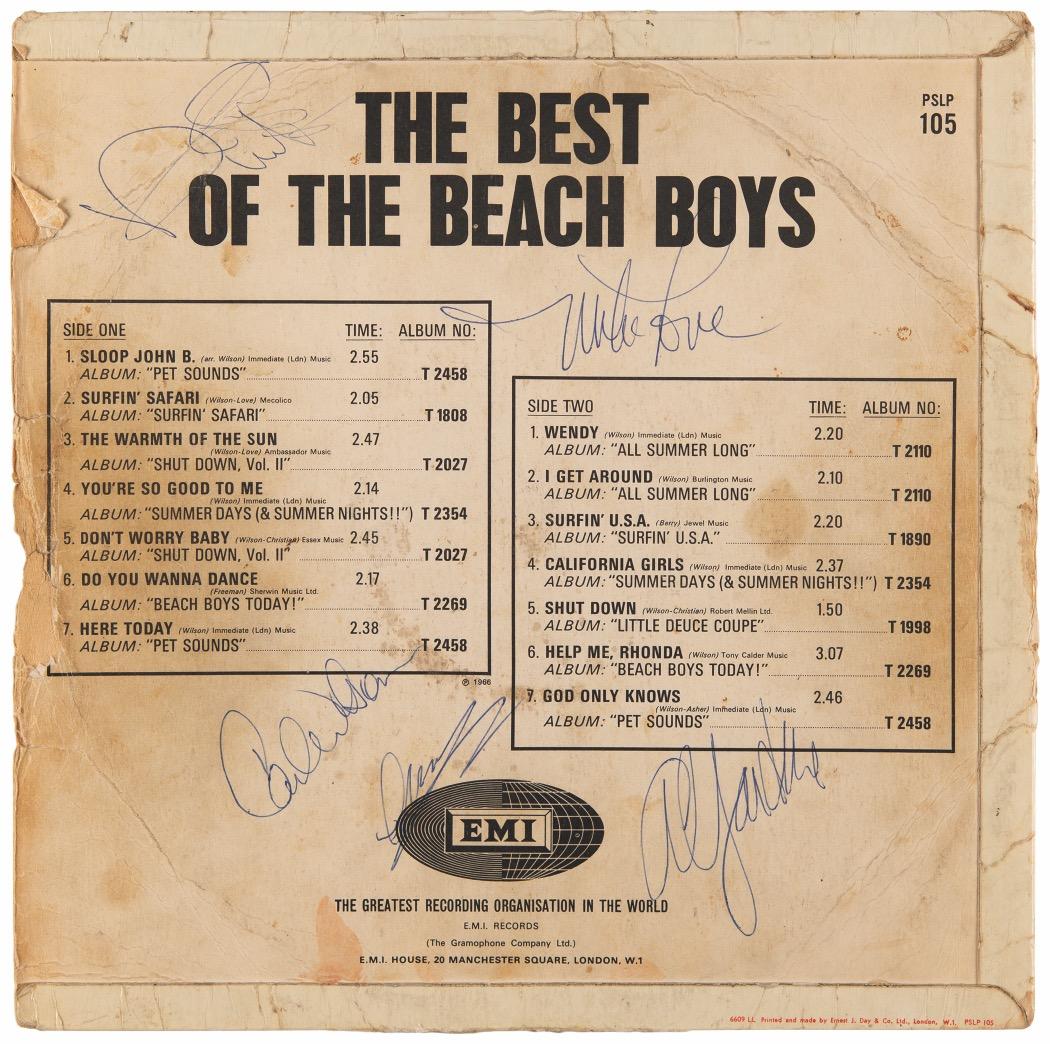 THE BEST
OF THE BEACH BOYS
PSLP
105
Mike Love
SIDE ONE TIME: ALBUM NO:
1. SLOOP JOHN B. (arr. Wilson) Immediate (Ldn) Music 2.55
ALBUM: "PET SOUNDS" T 2458
2. SURFIN' SAFARI (Wilson-Love) Mecolico 2.05
ALBUM: "SURFIN' SAFARI" T 1808
3. THE WARMTH OF THE SUN 2.47
(Wilson-Love) Ambassador Music
ALBUM: "SHUT DOWN, Vol. II" T 2027
4. YOU'RE SO GOOD TO ME 2.14
(Wilson) Immediate (Ldn) Music
ALBUM: "SUMMER DAYS (& SUMMER NIGHTS!!") T 2354
5. DON'T WORRY BABY (Wilson-Christian) Essex Music 2.45
ALBUM: "SHUT DOWN, Vol. II" T 2027
6. DO YOU WANNA DANCE 2.17
(Freeman) Sherwin Music Ltd.
ALBUM: "BEACH BOYS TODAY!" T 2269
7. HERE TODAY (Wilson) Immediate (Ldn) Music 2.38
ALBUM: "PET SOUNDS" T 2458
℗ 1966
SIDE TWO TIME: ALBUM NO:
1. WENDY (Wilson) Immediate (Ldn) Music 2.20
ALBUM: "ALL SUMMER LONG" T 2110
2. I GET AROUND (Wilson) Burlington Music 2.10
ALBUM: "ALL SUMMER LONG" T 2110
3. SURFIN' U.S.A. (Berry) Jewel Music 2.20
ALBUM: "SURFIN' U.S.A." T 1890
4. CALIFORNIA GIRLS (Wilson) Immediate (Ldn) Music 2.37
ALBUM: "SUMMER DAYS (& SUMMER NIGHTS!!") T 2354
5. SHUT DOWN (Wilson-Christian) Robert Mellin Ltd. 1.50
ALBUM: "LITTLE DEUCE COUPE" T 1998
6. HELP ME, RHONDA (Wilson) Tony Calder Music 3.07
ALBUM: "BEACH BOYS TODAY!" T 2269
7. GOD ONLY KNOWS 2.46
(Wilson-Asher) Immediate (Ldn) Music
ALBUM: "PET SOUNDS" T 2458
Carl Wilson
Al Jardine
EMI
THE GREATEST RECORDING ORGANISATION IN THE WORLD
E.M.I. RECORDS
(The Gramophone Company Ltd.)
E.M.I. HOUSE, 20 MANCHESTER SQUARE, LONDON, W.1
6609 LL Printed and made by Ernest J. Day & Co. Ltd., London, W.1. PSLP 105